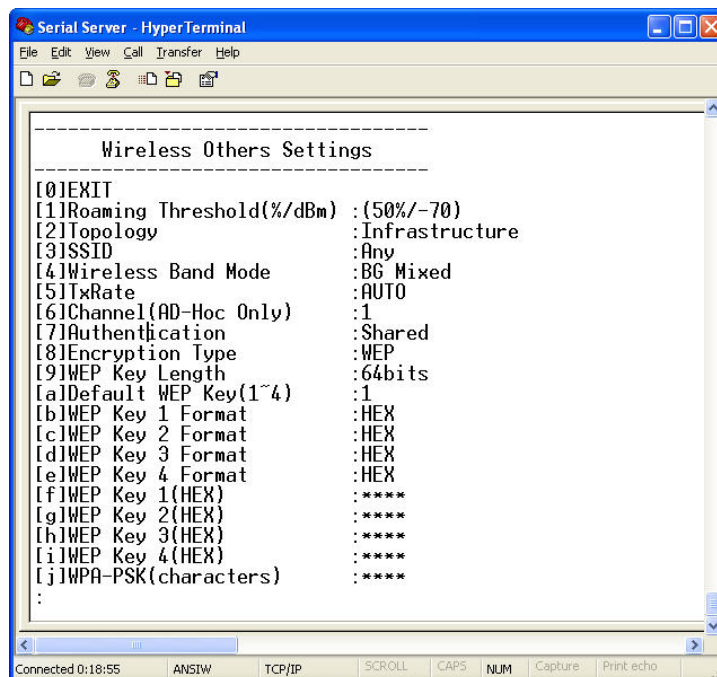 Serial Server - HyperTerminal
File Edit View Call Transfer Help
Wireless Others Settings
[0]EXIT
[1]Roaming Threshold(%/dBm) :(50%/-70)
[2]Topology :Infrastructure
[3]SSID :Any
[4]Wireless Band Mode :BG Mixed
[5]TxRate :AUTO
[6]Channel(AD-Hoc Only) :1
[7]Authentication :Shared
[8]Encryption Type :WEP
[9]WEP Key Length :64bits
[a]Default WEP Key(1~4) :1
[b]WEP Key 1 Format :HEX
[c]WEP Key 2 Format :HEX
[d]WEP Key 3 Format :HEX
[e]WEP Key 4 Format :HEX
[f]WEP Key 1(HEX) :****
[g]WEP Key 2(HEX) :****
[h]WEP Key 3(HEX) :****
[i]WEP Key 4(HEX) :****
[j]WPA-PSK(characters) :****
:
Connected 0:18:55 ANSIW TCP/IP SCROLL CAPS NUM Capture Print echo